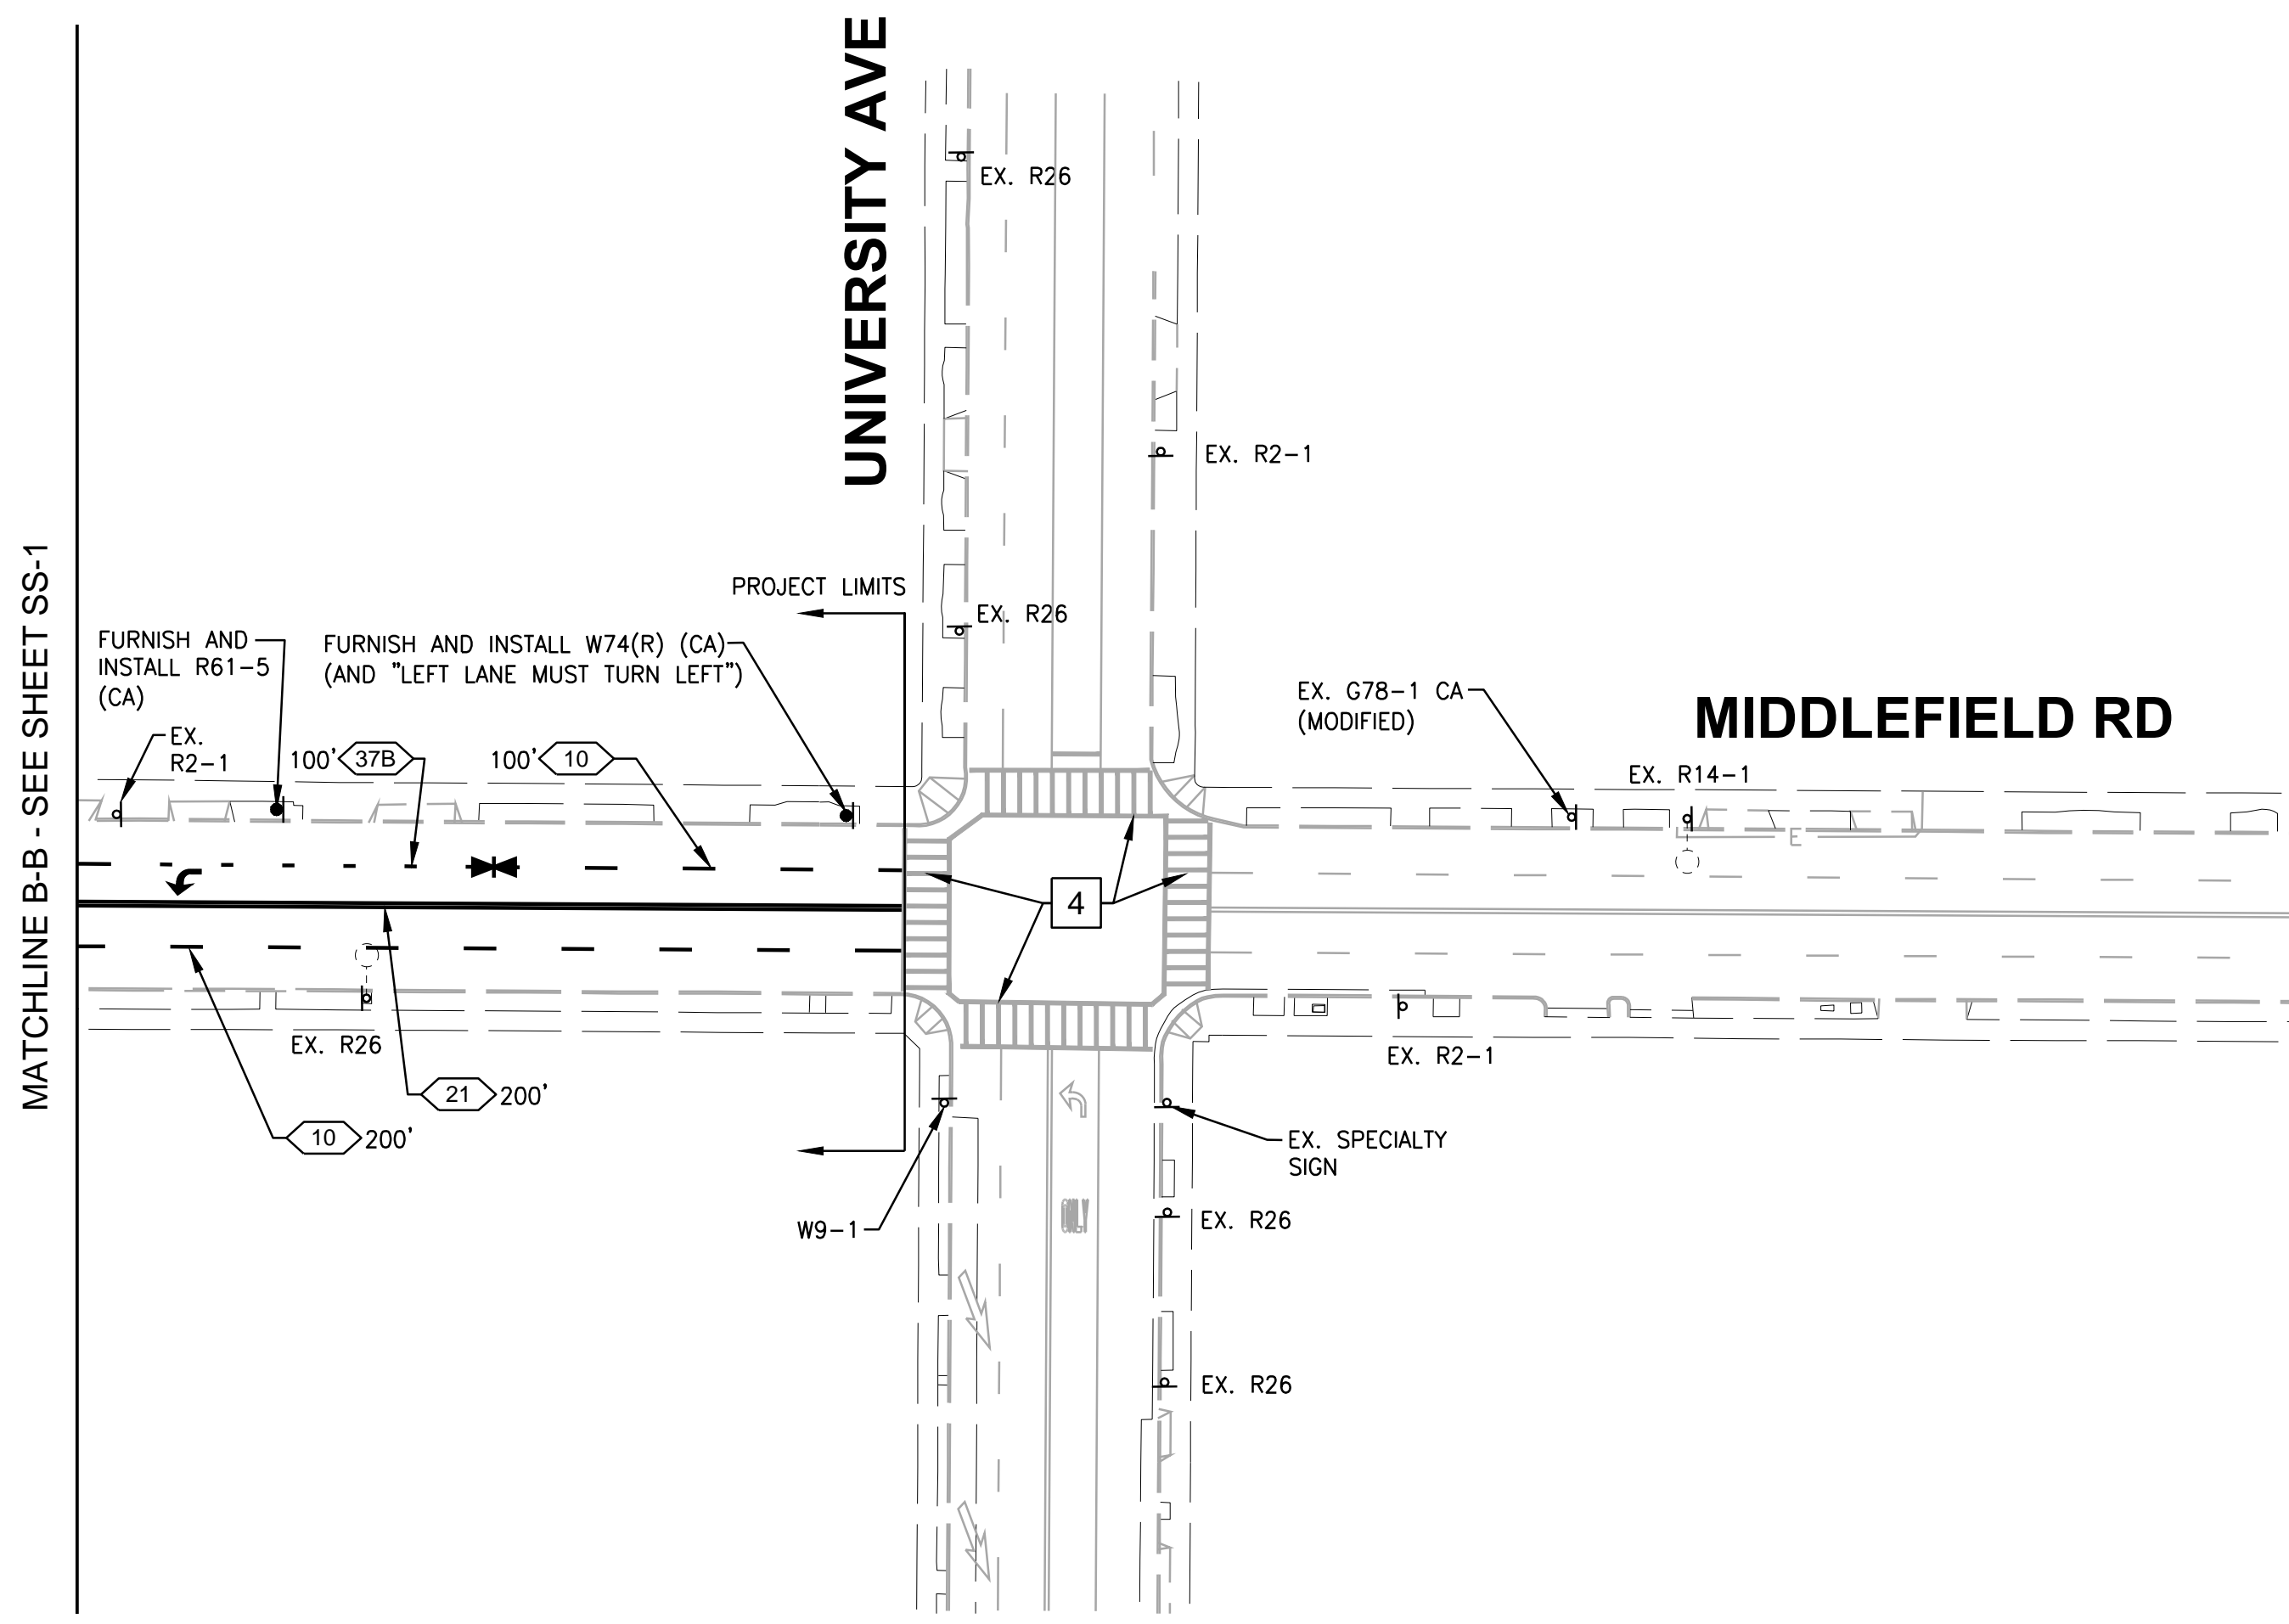 UNIVERSITY AVE
EX. R26
EX. R2-1
MATCHLINE B-B - SEE SHEET SS-1
PROJECT LIMITS
EX. R26
FURNISH AND
INSTALL R61-5
(CA)
FURNISH AND INSTALL W74(R) (CA)
(AND "LEFT LANE MUST TURN LEFT")
EX. G78-1 CA
(MODIFIED)
MIDDLEFIELD RD
EX.
R2-1
100' 37B
100' 10
EX. R14-1
E
4
EX. R26
EX. R2-1
21 200'
10 200'
EX. SPECIALTY
SIGN
W9-1
ONLY
EX. R26
EX. R26